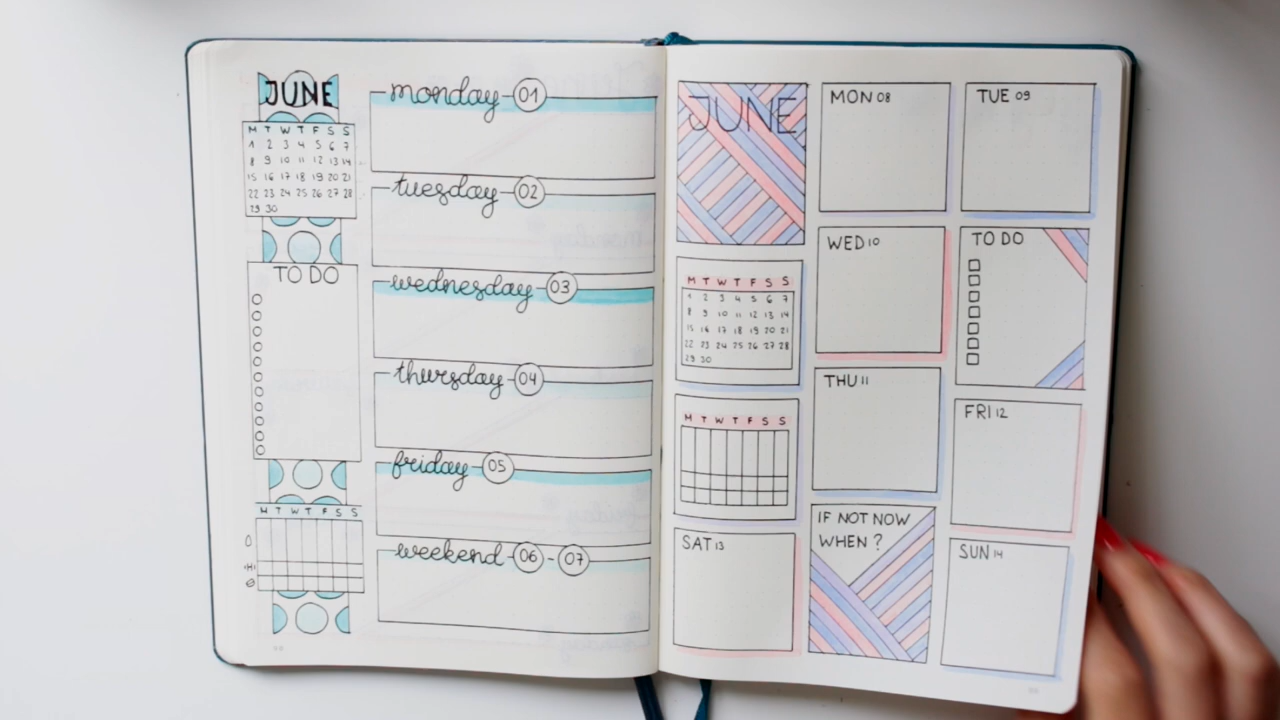 JUNE
M T W T F S S
1 2 3 4 5 6 7
8 9 10 11 12 13 14
15 16 17 18 19 20 21
22 23 24 25 26 27 28
29 30
TO DO
M T W T F S S
monday 01
tuesday 02
wednesday 03
thursday 04
friday 05
weekend 06 - 07
JUNE
M T W T F S S
1 2 3 4 5 6 7
8 9 10 11 12 13 14
15 16 17 18 19 20 21
22 23 24 25 26 27 28
29 30
M T W T F S S
SAT 13
MON 08
WED 10
THU 11
IF NOT NOW
WHEN ?
TUE 09
TO DO
FRI 12
SUN 14